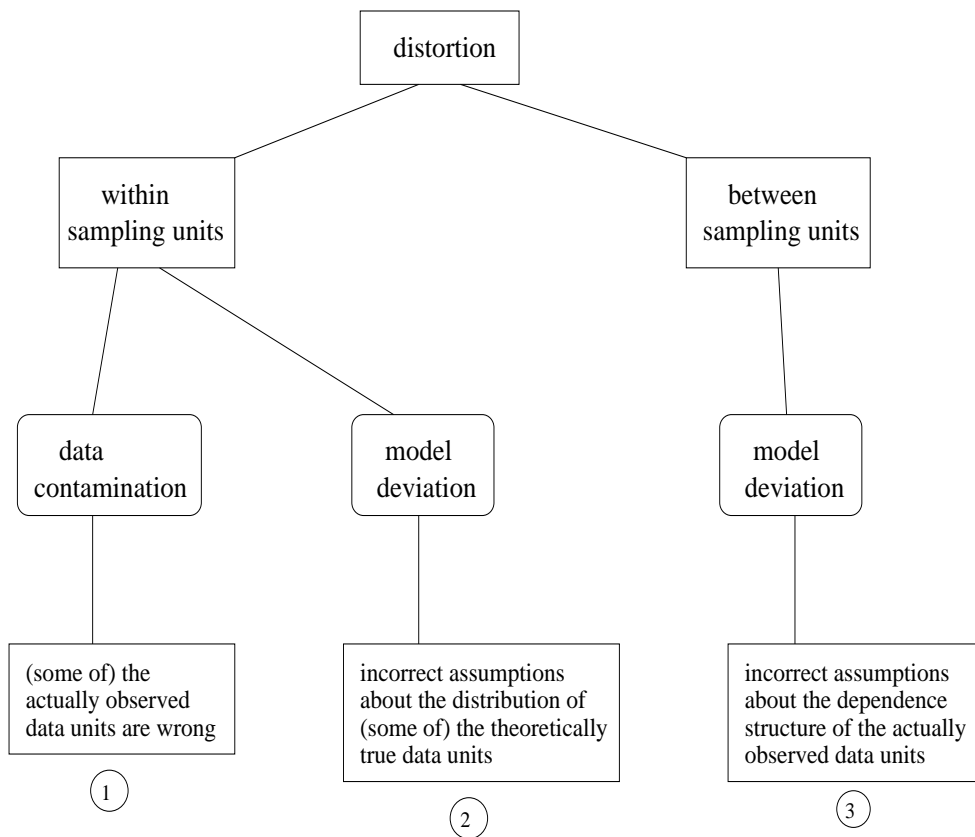 distortion
within
sampling units
between
sampling units
data
contamination
model
deviation
model
deviation
(some of) the
actually observed
data units are wrong
incorrect assumptions
about the distribution of
(some of) the theoretically
true data units
incorrect assumptions
about the dependence
structure of the actually
observed data units
1
2
3